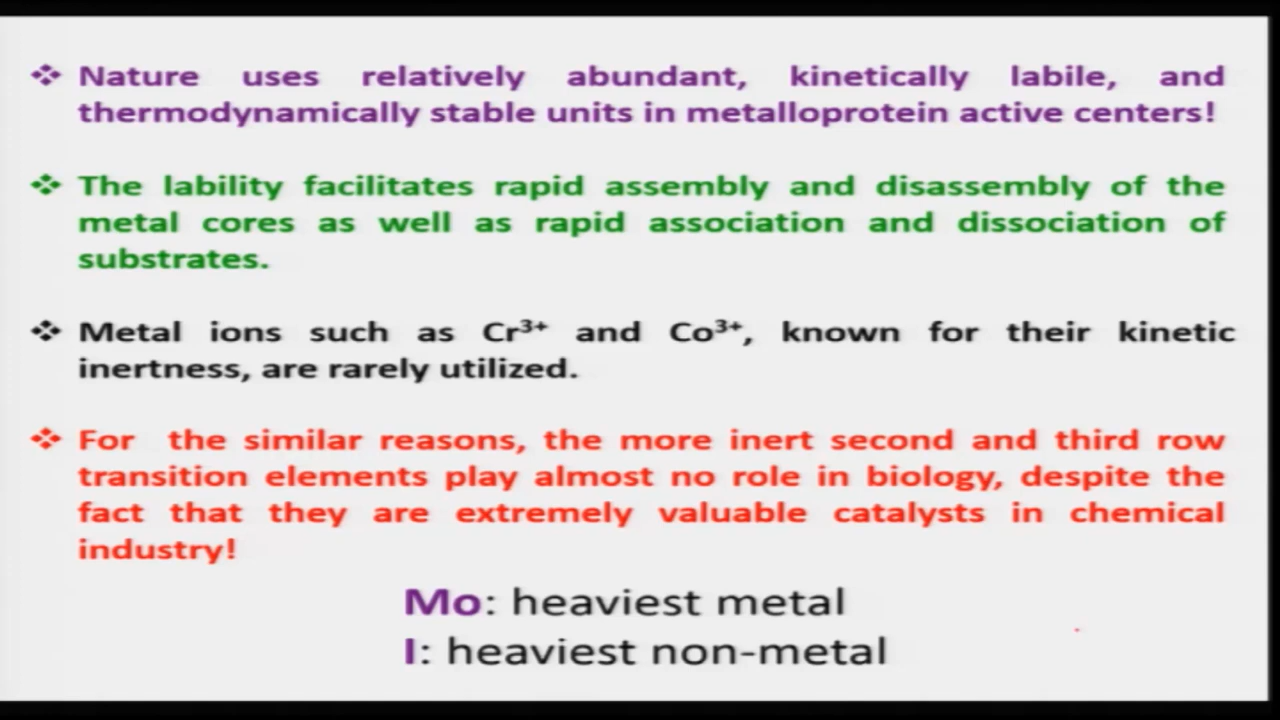 ❖ Nature uses relatively abundant, kinetically labile, and
thermodynamically stable units in metalloprotein active centers!
❖ The lability facilitates rapid assembly and disassembly of the
metal cores as well as rapid association and dissociation of
substrates.
❖ Metal ions such as Cr³⁺ and Co³⁺, known for their kinetic
inertness, are rarely utilized.
❖ For the similar reasons, the more inert second and third row
transition elements play almost no role in biology, despite the
fact that they are extremely valuable catalysts in chemical
industry!
Mo: heaviest metal
I: heaviest non-metal